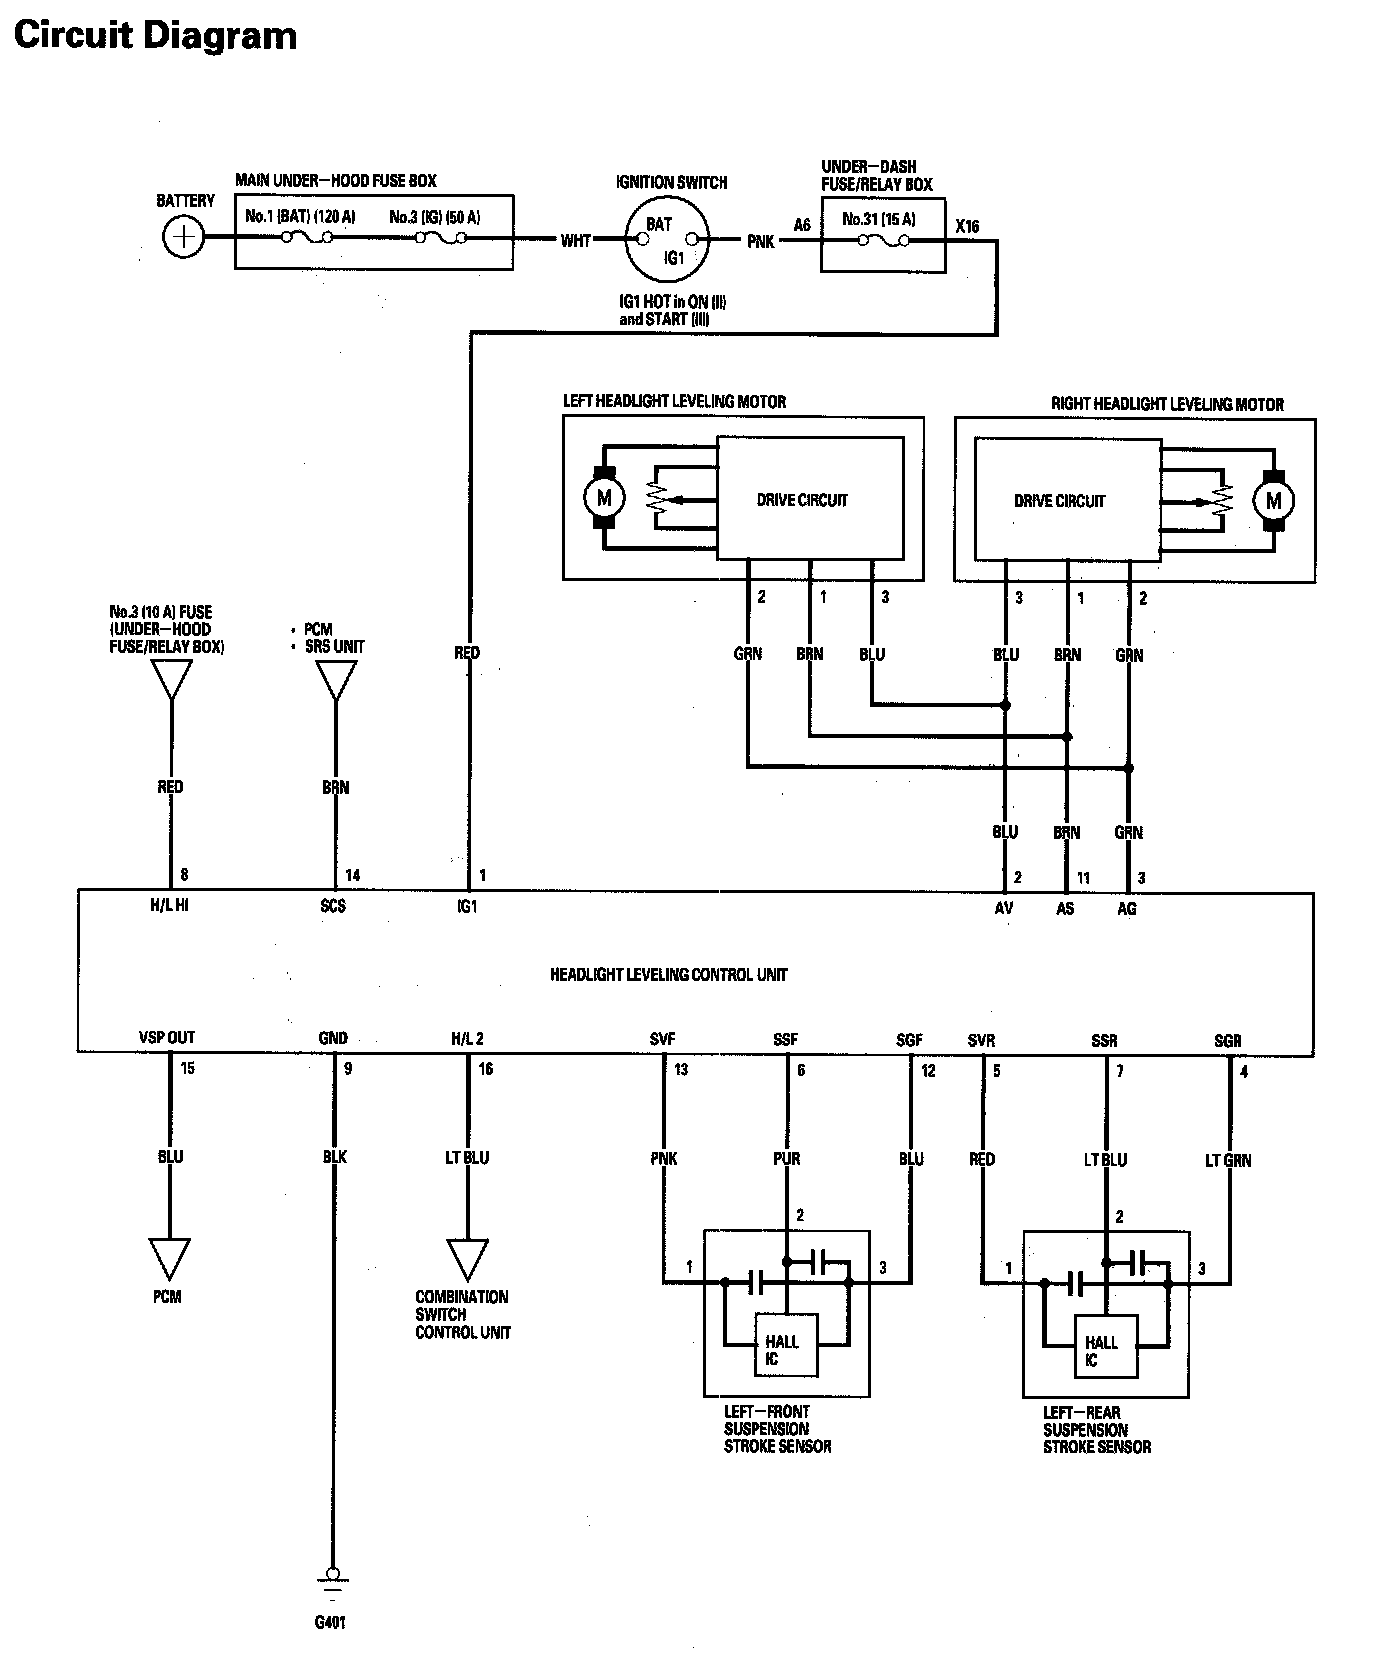 Circuit Diagram
BATTERY
MAIN UNDER-HOOD FUSE BOX
No.1 (BAT) (120 A)
No.3 (IG) (50 A)
WHT
IGNITION SWITCH
BAT
IG1
IG1 HOT in ON (II)
and START (III)
PNK
A6
UNDER-DASH
FUSE/RELAY BOX
No.31 (15 A)
X16
LEFT HEADLIGHT LEVELING MOTOR
RIGHT HEADLIGHT LEVELING MOTOR
M
DRIVE CIRCUIT
DRIVE CIRCUIT
M
2
1
3
3
1
2
No.3 (10 A) FUSE
(UNDER-HOOD
FUSE/RELAY BOX)
• PCM
• SRS UNIT
RED
GRN
BRN
BLU
BLU
BRN
GRN
RED
BRN
BLU
BRN
GRN
8
14
1
2
11
3
H/L HI
SCS
IG1
AV
AS
AG
HEADLIGHT LEVELING CONTROL UNIT
VSP OUT
GND
H/L 2
SVF
SSF
SGF
SVR
SSR
SGR
15
9
16
13
6
12
5
7
4
BLU
BLK
LT BLU
PNK
PUR
BLU
RED
LT BLU
LT GRN
2
2
1
3
1
3
PCM
COMBINATION
SWITCH
CONTROL UNIT
HALL
IC
HALL
IC
LEFT-FRONT
SUSPENSION
STROKE SENSOR
LEFT-REAR
SUSPENSION
STROKE SENSOR
G401